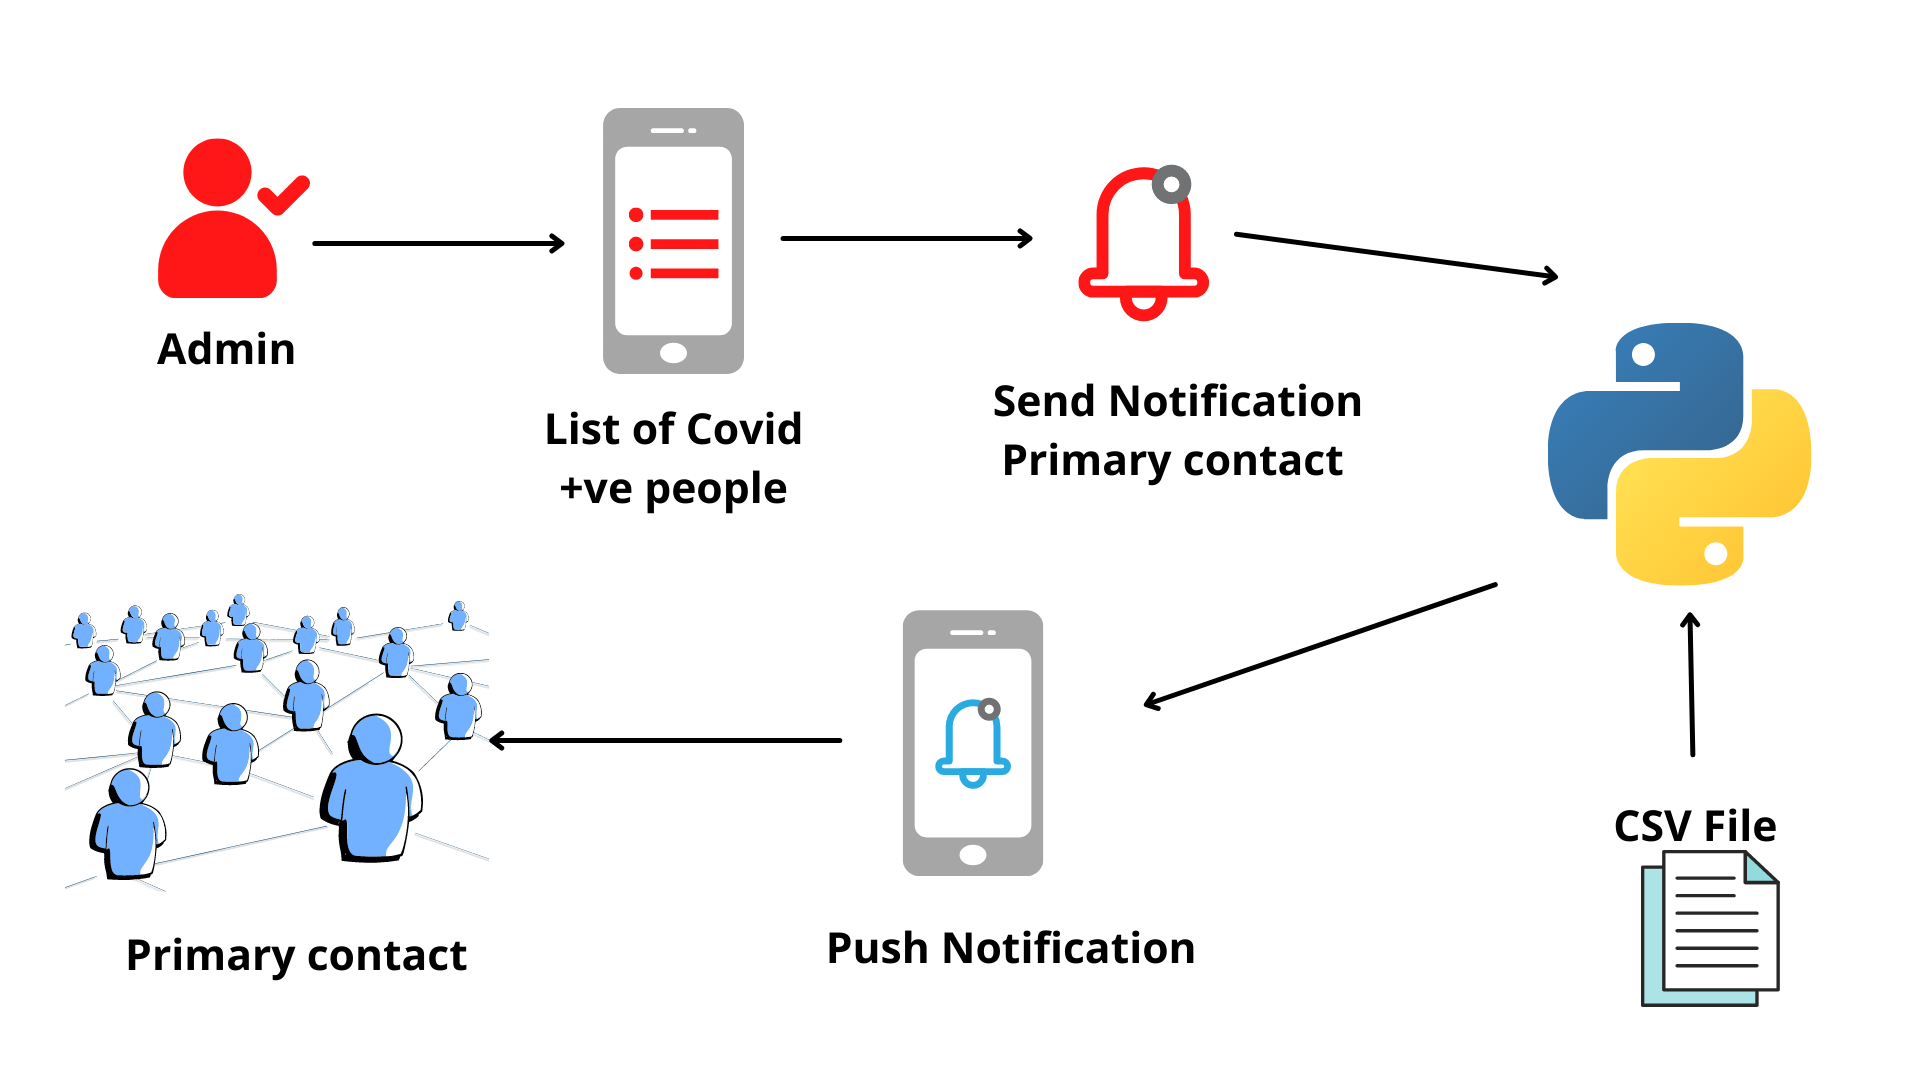 Admin
List of Covid
+ve people
Send Notification
Primary contact
CSV File
Push Notification
Primary contact